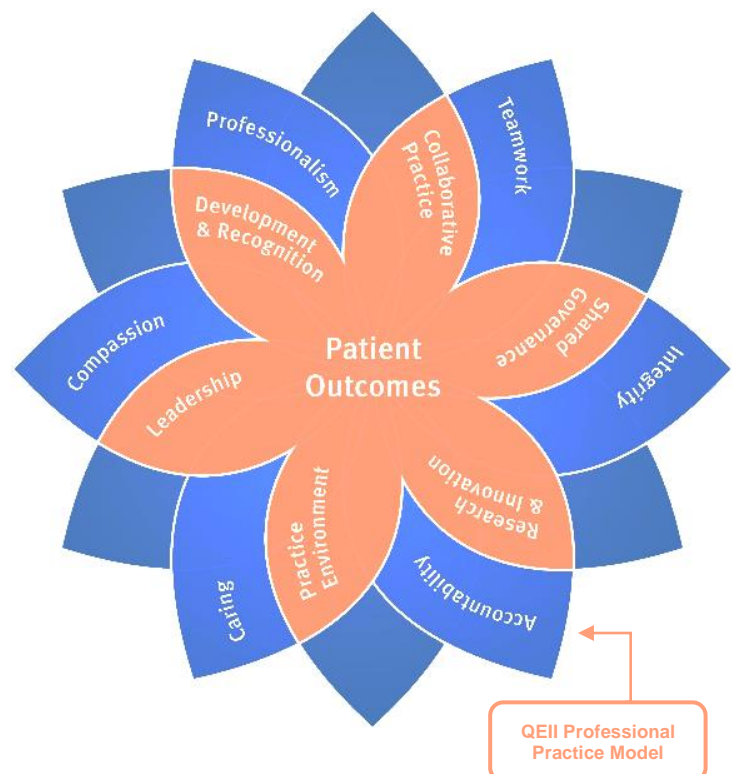 Professionalism
Teamwork
Collaborative
Practice
Development
& Recognition
Shared
Governance
Integrity
Compassion
Patient
Outcomes
Leadership
Research
& Innovation
Practice
Environment
Caring
Accountability
QEII Professional
Practice Model